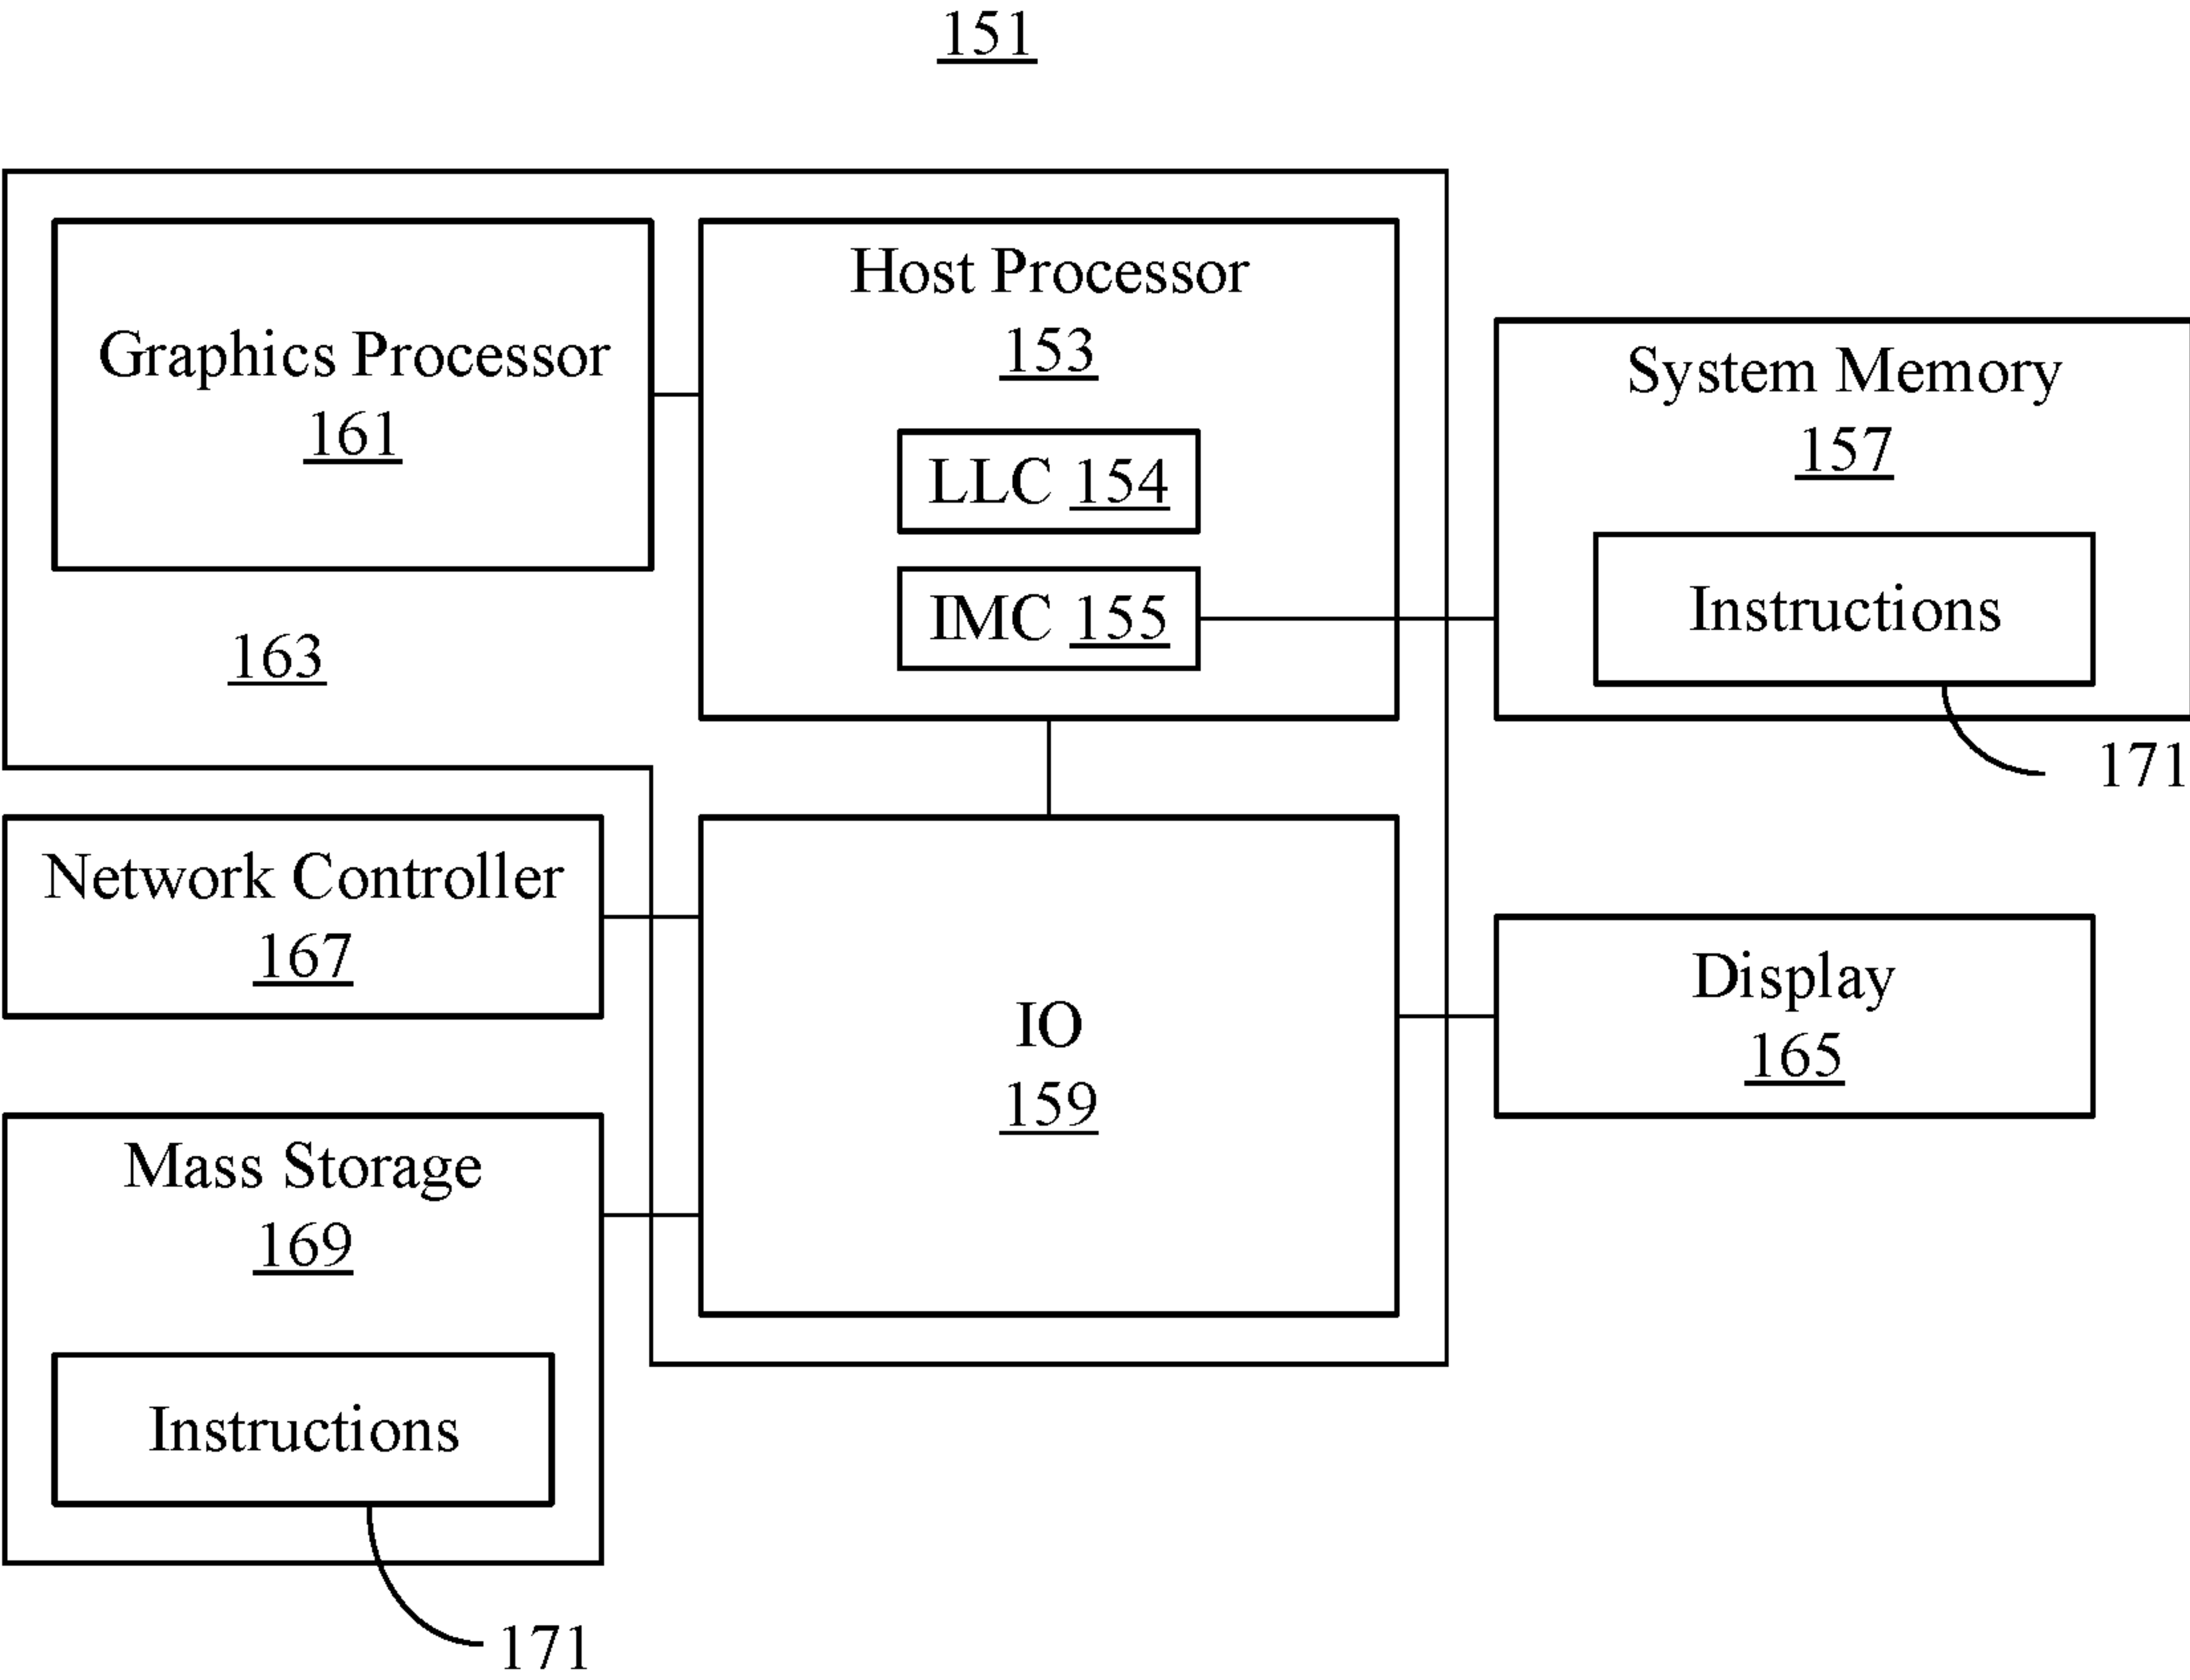 151
Graphics Processor
161
Host Processor
153
LLC 154
IMC 155
163
System Memory
157
Instructions
171
Network Controller
167
IO
159
Display
165
Mass Storage
169
Instructions
171